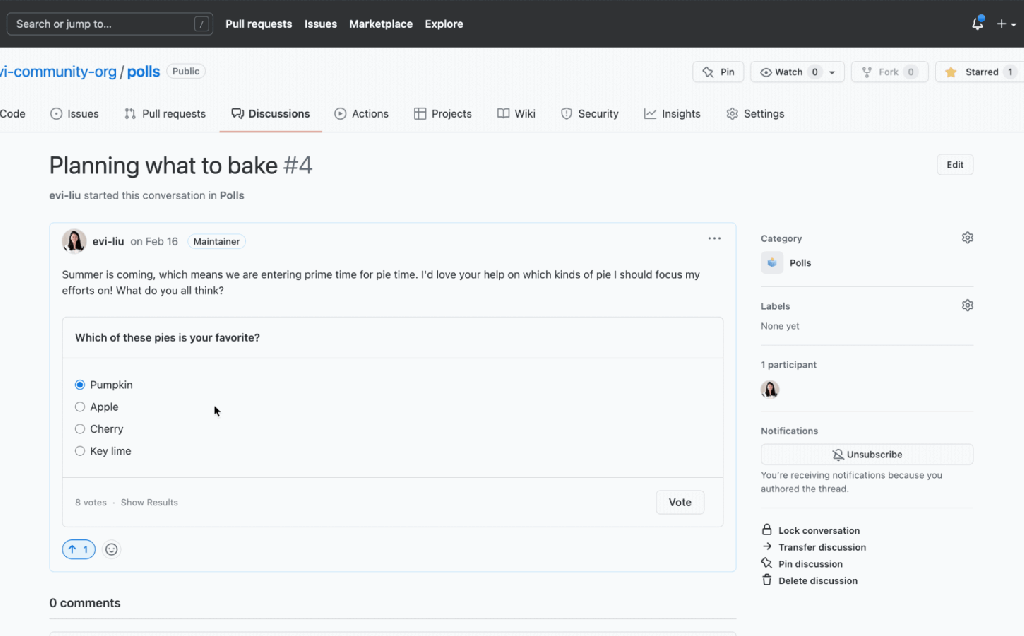 Search or jump to... /
Pull requests Issues Marketplace Explore
vi-community-org / polls Public
Pin Watch 0 Fork 0 Starred 1
Code Issues Pull requests Discussions Actions Projects Wiki Security Insights Settings
Planning what to bake #4
Edit
evi-liu started this conversation in Polls
evi-liu on Feb 16 Maintainer
Summer is coming, which means we are entering prime time for pie time. I'd love your help on which kinds of pie I should focus my
efforts on! What do you all think?
Which of these pies is your favorite?
Pumpkin
Apple
Cherry
Key lime
8 votes · Show Results
Vote
1
0 comments
Category
Polls
Labels
None yet
1 participant
Notifications
Unsubscribe
You're receiving notifications because you
authored the thread.
Lock conversation
Transfer discussion
Pin discussion
Delete discussion